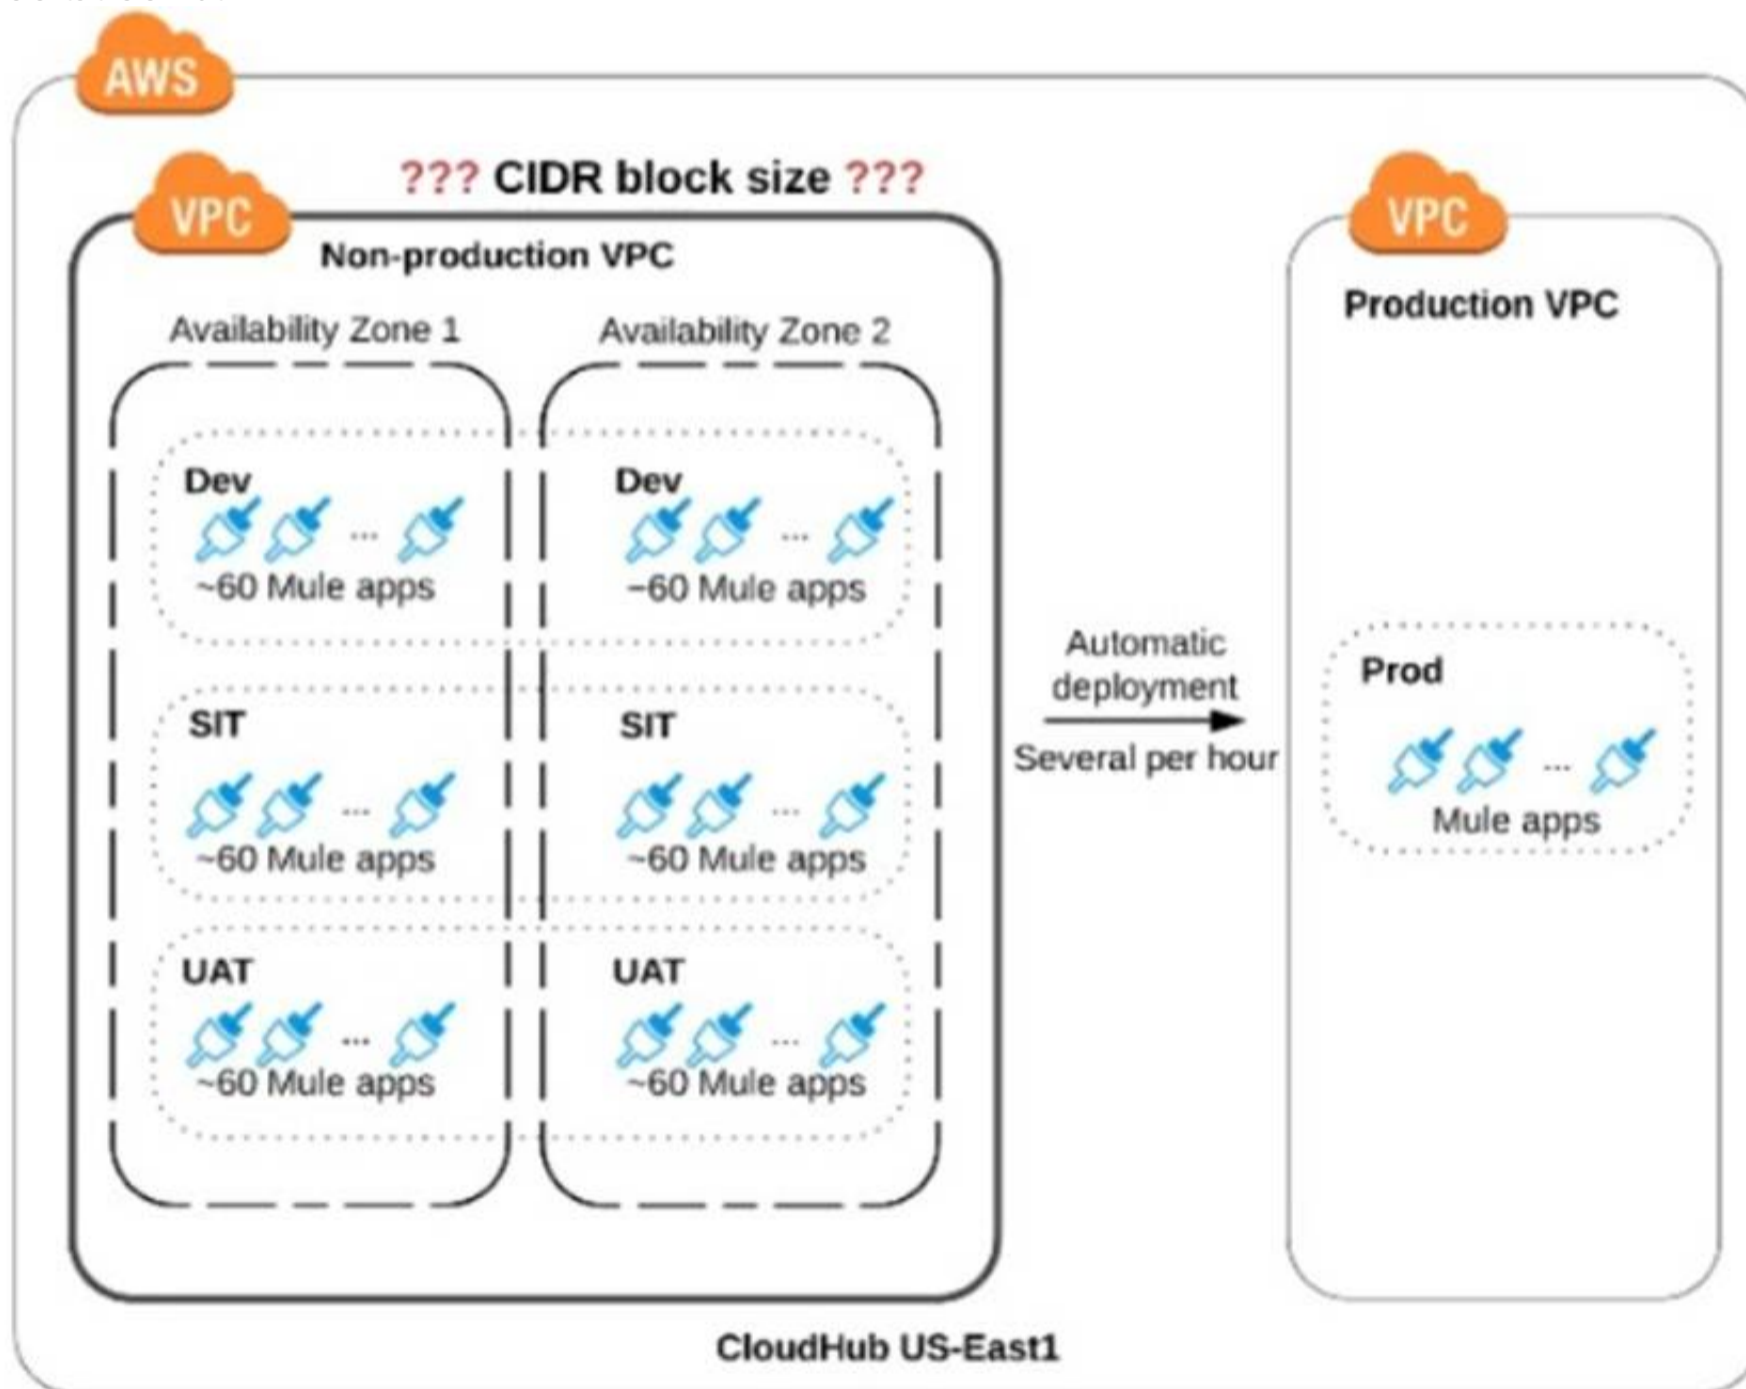 AWS
??? CIDR block size ???
VPC
VPC
Non-production VPC
Production VPC
Availability Zone 1
Availability Zone 2
Dev
Dev
...
...
~60 Mule apps
~60 Mule apps
SIT
SIT
...
...
~60 Mule apps
~60 Mule apps
UAT
UAT
...
...
~60 Mule apps
~60 Mule apps
Automatic
deployment
Several per hour
Prod
...
Mule apps
CloudHub US-East1